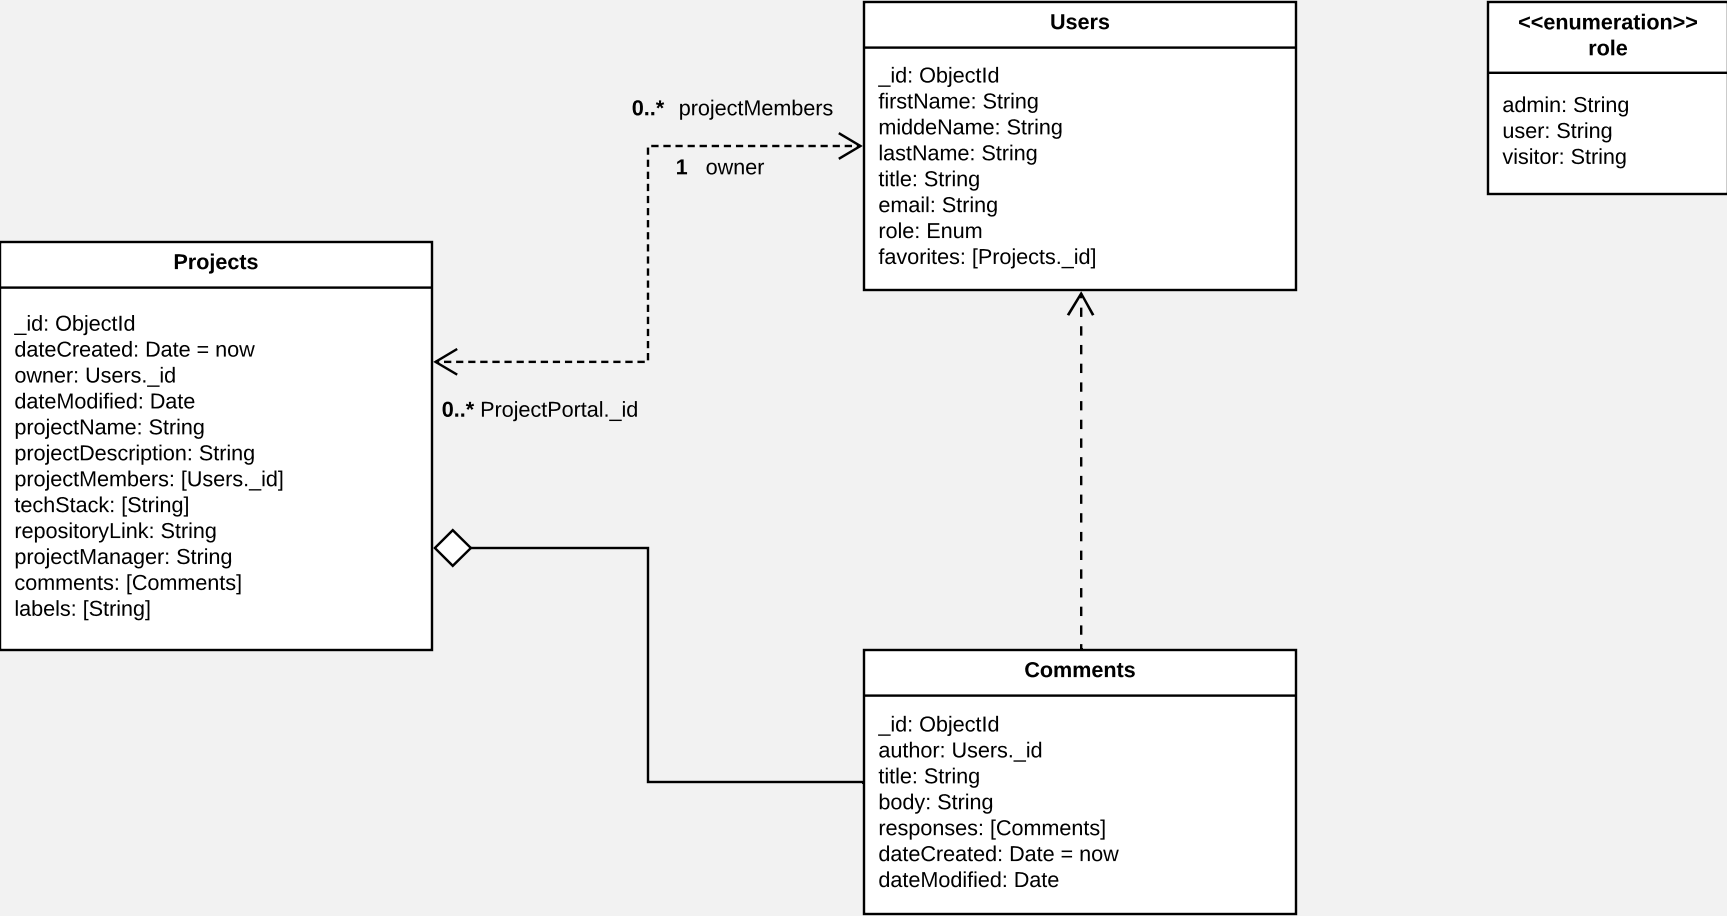 Users
_id: ObjectId
firstName: String
middeName: String
lastName: String
title: String
email: String
role: Enum
favorites: [Projects._id]
<<enumeration>>
role
admin: String
user: String
visitor: String
0..* projectMembers
1 owner
Projects
_id: ObjectId
dateCreated: Date = now
owner: Users._id
dateModified: Date
projectName: String
projectDescription: String
projectMembers: [Users._id]
techStack: [String]
repositoryLink: String
projectManager: String
comments: [Comments]
labels: [String]
0..* ProjectPortal._id
Comments
_id: ObjectId
author: Users._id
title: String
body: String
responses: [Comments]
dateCreated: Date = now
dateModified: Date